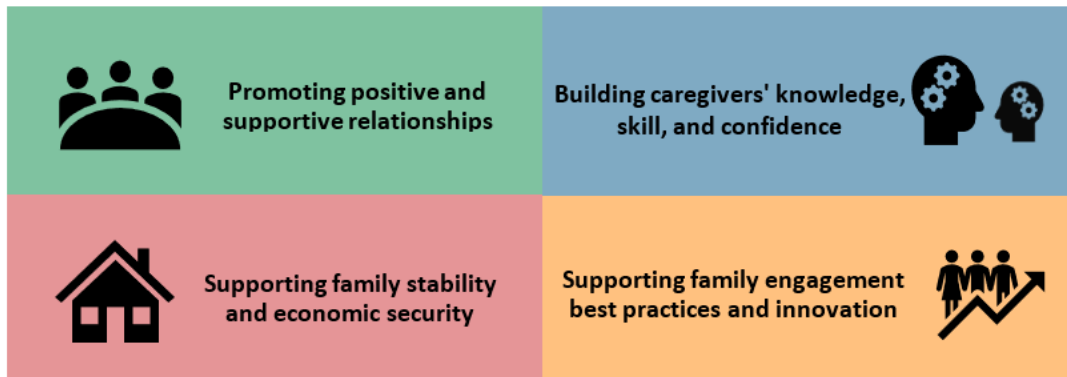 Promoting positive and
supportive relationships
Building caregivers' knowledge,
skill, and confidence
Supporting family stability
and economic security
Supporting family engagement
best practices and innovation